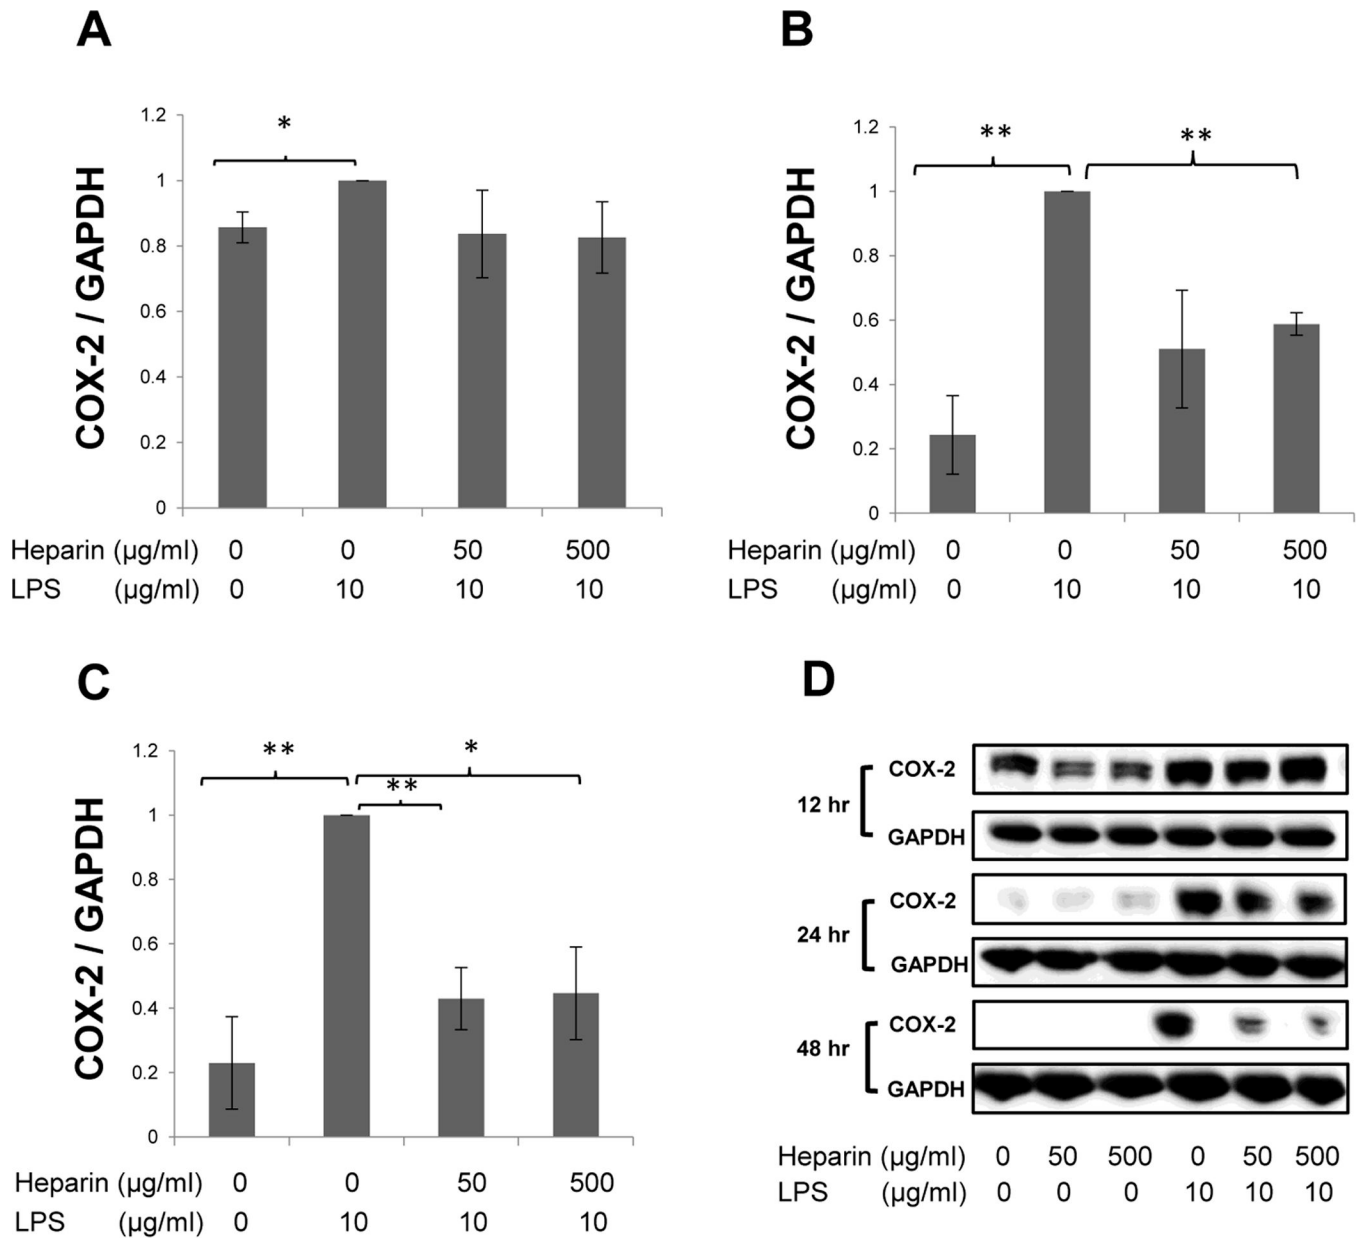 A
COX-2 / GAPDH
*
1.2
1
0.8
0.6
0.4
0.2
0
Heparin (μg/ml) 0 0 50 500
LPS (μg/ml) 0 10 10 10
B
COX-2 / GAPDH
** **
1.2
1
0.8
0.6
0.4
0.2
0
Heparin (μg/ml) 0 0 50 500
LPS (μg/ml) 0 10 10 10
C
COX-2 / GAPDH
** *
**
1.2
1
0.8
0.6
0.4
0.2
0
Heparin (μg/ml) 0 0 50 500
LPS (μg/ml) 0 10 10 10
D
COX-2
12 hr
GAPDH
COX-2
24 hr
GAPDH
COX-2
48 hr
GAPDH
Heparin (μg/ml) 0 50 500 0 50 500
LPS (μg/ml) 0 0 0 10 10 10